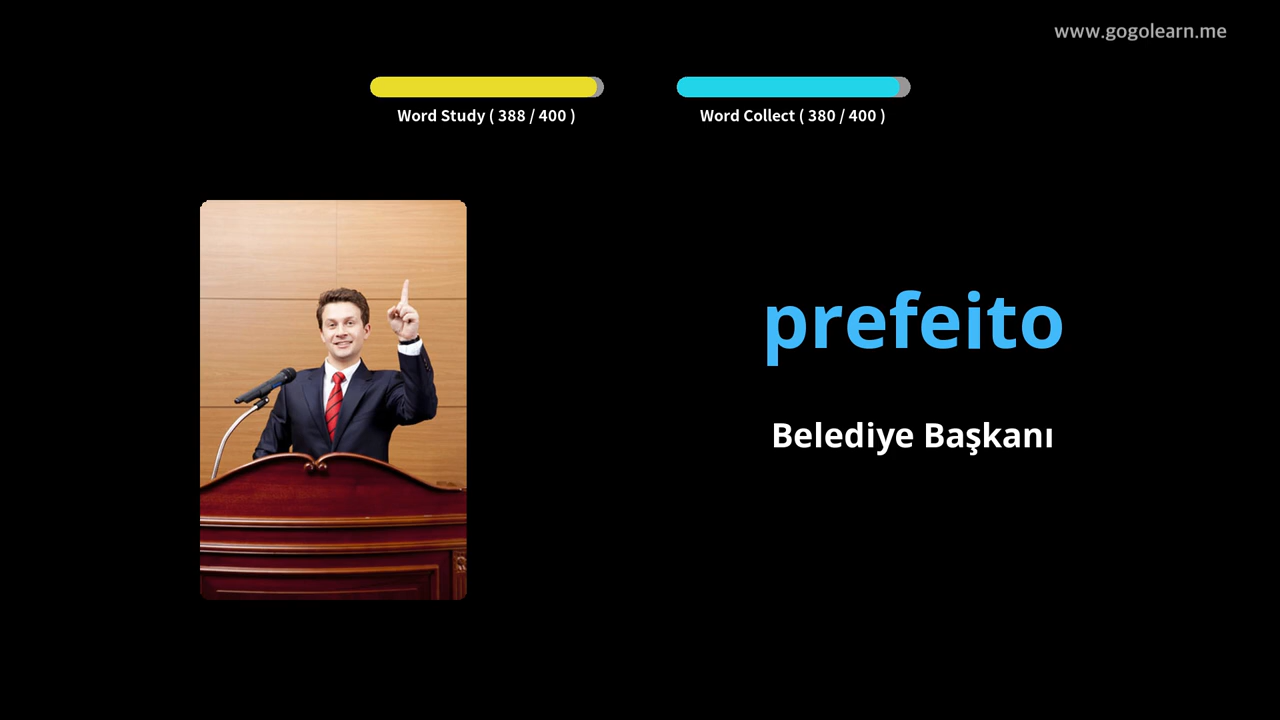 www.gogolearn.me
Word Study ( 388 / 400 )
Word Collect ( 380 / 400 )
prefeito
Belediye Başkanı